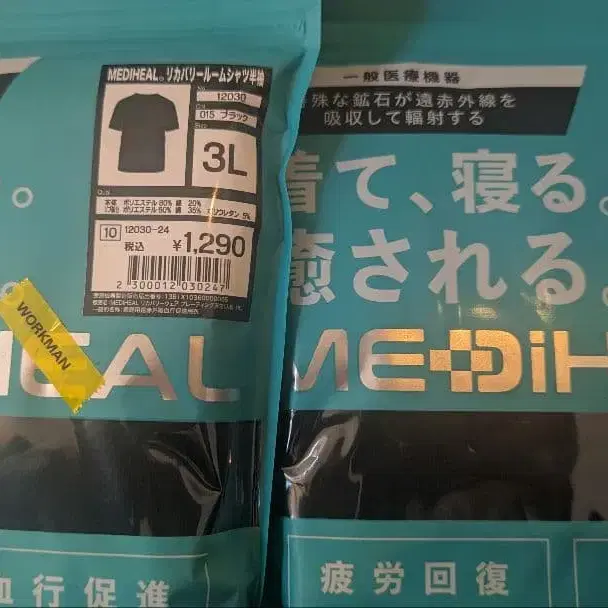 MEDIHEAL® リカバリールームシャツ半袖
12030
015 ブラック
3L
本体 ポリエステル80% 綿 20%
ポリエステル60% 綿 35% ポリウレタン 5%
10 12030-24
税込 ¥1,290
2 300012 030247
WORKMAN
HEAL
血行促進
一般医療機器
特殊な鉱石が遠赤外線を
吸収して輻射する
着て、寝る。
癒される。
MEDiH
疲労回復